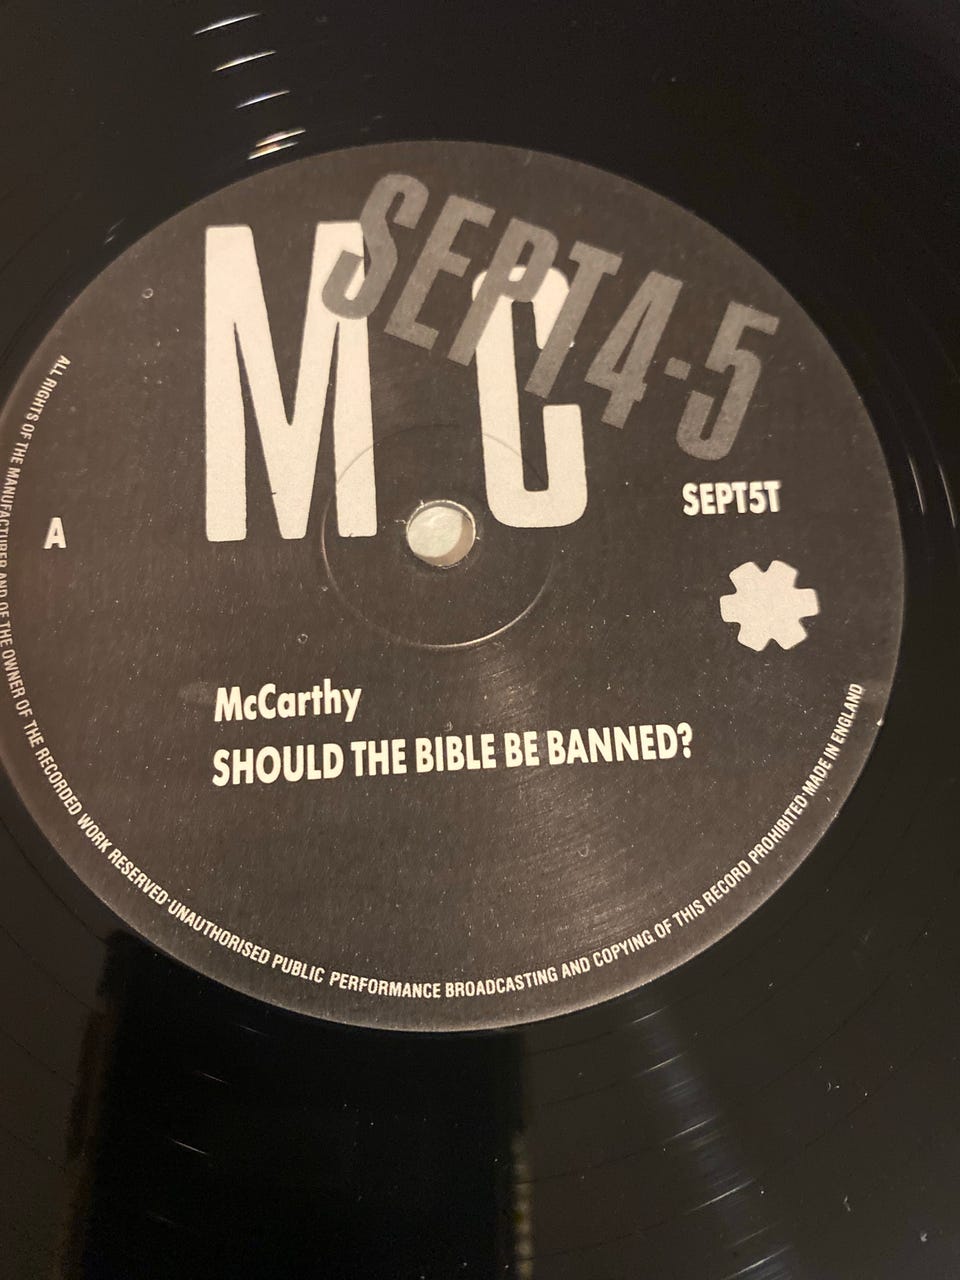 SEPT4-5
MC
SEPT5T
A
McCarthy
SHOULD THE BIBLE BE BANNED?
ALL RIGHTS OF THE MANUFACTURER AND OF THE OWNER OF THE RECORDED WORK RESERVED·UNAUTHORISED PUBLIC PERFORMANCE BROADCASTING AND COPYING OF THIS RECORD PROHIBITED·MADE IN ENGLAND